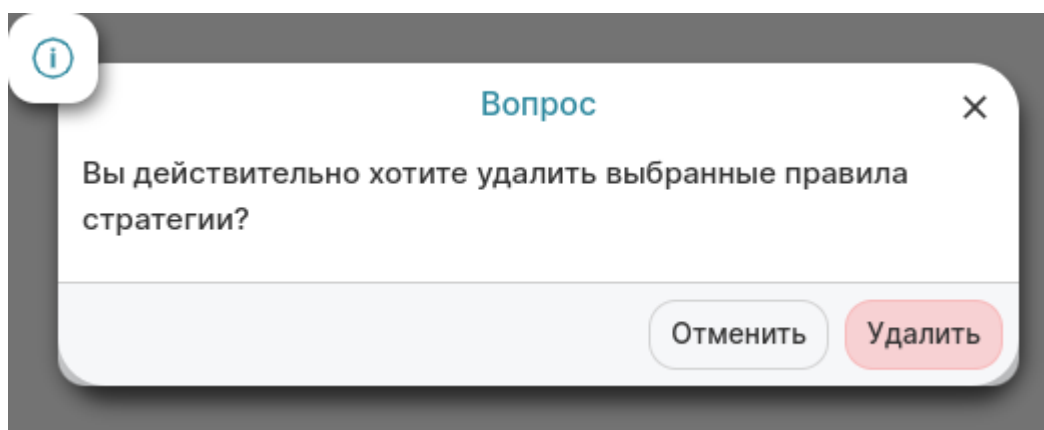 Вопрос
Вы действительно хотите удалить выбранные правила
стратегии?
Отменить Удалить